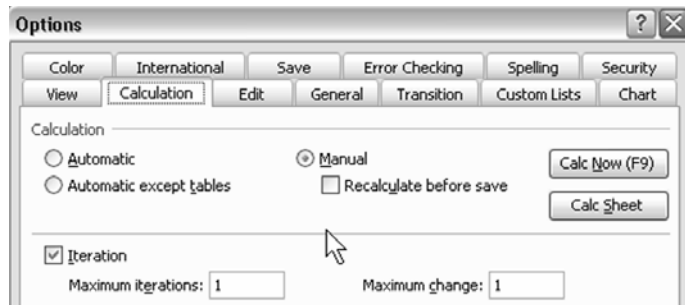 Options
Color International Save Error Checking Spelling Security
View Calculation Edit General Transition Custom Lists Chart
Calculation
Automatic Manual Calc Now (F9)
Automatic except tables Recalculate before save
Calc Sheet
Iteration
Maximum iterations: 1 Maximum change: 1